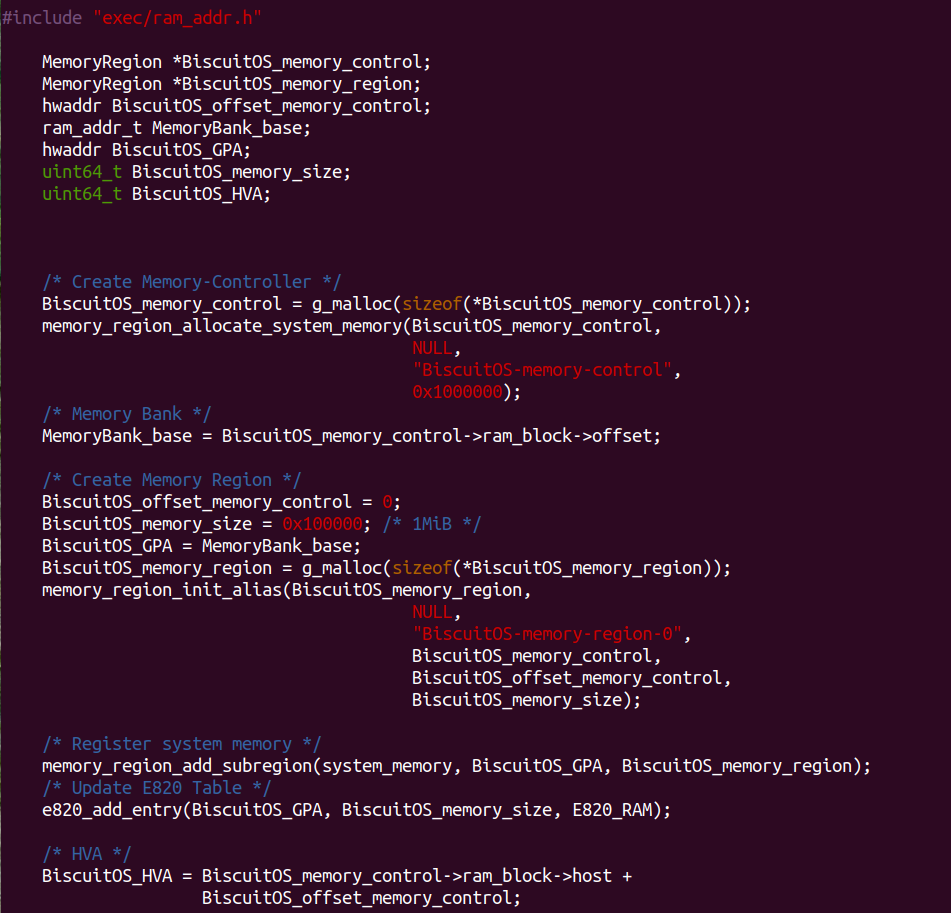 #include "exec/ram_addr.h"
MemoryRegion *BiscuitOS_memory_control;
MemoryRegion *BiscuitOS_memory_region;
hwaddr BiscuitOS_offset_memory_control;
ram_addr_t MemoryBank_base;
hwaddr BiscuitOS_GPA;
uint64_t BiscuitOS_memory_size;
uint64_t BiscuitOS_HVA;
/* Create Memory-Controller */
BiscuitOS_memory_control = g_malloc(sizeof(*BiscuitOS_memory_control));
memory_region_allocate_system_memory(BiscuitOS_memory_control,
NULL,
"BiscuitOS-memory-control",
0x1000000);
/* Memory Bank */
MemoryBank_base = BiscuitOS_memory_control->ram_block->offset;
/* Create Memory Region */
BiscuitOS_offset_memory_control = 0;
BiscuitOS_memory_size = 0x100000; /* 1MiB */
BiscuitOS_GPA = MemoryBank_base;
BiscuitOS_memory_region = g_malloc(sizeof(*BiscuitOS_memory_region));
memory_region_init_alias(BiscuitOS_memory_region,
NULL,
"BiscuitOS-memory-region-0",
BiscuitOS_memory_control,
BiscuitOS_offset_memory_control,
BiscuitOS_memory_size);
/* Register system memory */
memory_region_add_subregion(system_memory, BiscuitOS_GPA, BiscuitOS_memory_region);
/* Update E820 Table */
e820_add_entry(BiscuitOS_GPA, BiscuitOS_memory_size, E820_RAM);
/* HVA */
BiscuitOS_HVA = BiscuitOS_memory_control->ram_block->host +
BiscuitOS_offset_memory_control;